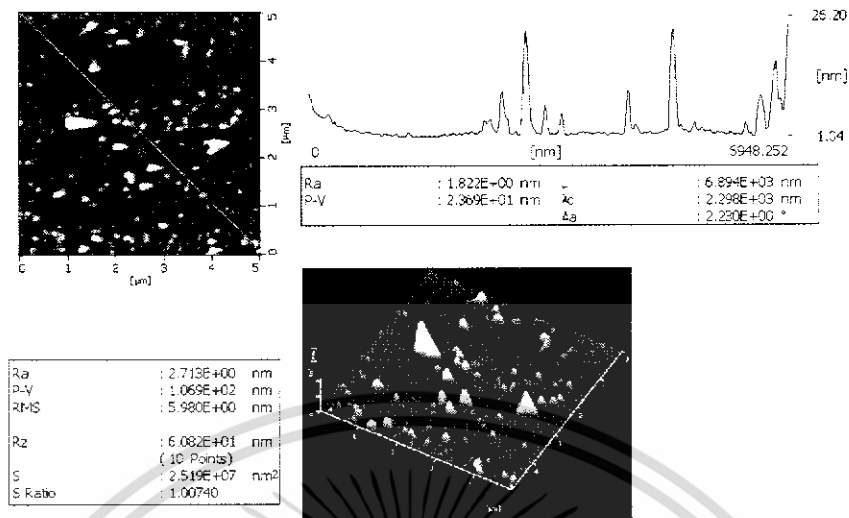 5
4
3
2
1
0
[µm]
0 1 2 3 4 5
[µm]
26.20
[nm]
1.54
0 [nm] 5948.252
Ra : 1.822E+00 nm
P-V : 2.369E+01 nm
: 6.894E+03 nm
λc : 2.298E+03 nm
Δa : 2.230E+00 °
Ra : 2.713E+00 nm
P-V : 1.069E+02 nm
RMS : 5.980E+00 nm
Rz : 6.082E+01 nm
( 10 Points)
S : 2.519E+07 nm2
S Ratio : 1.00740
[µm]